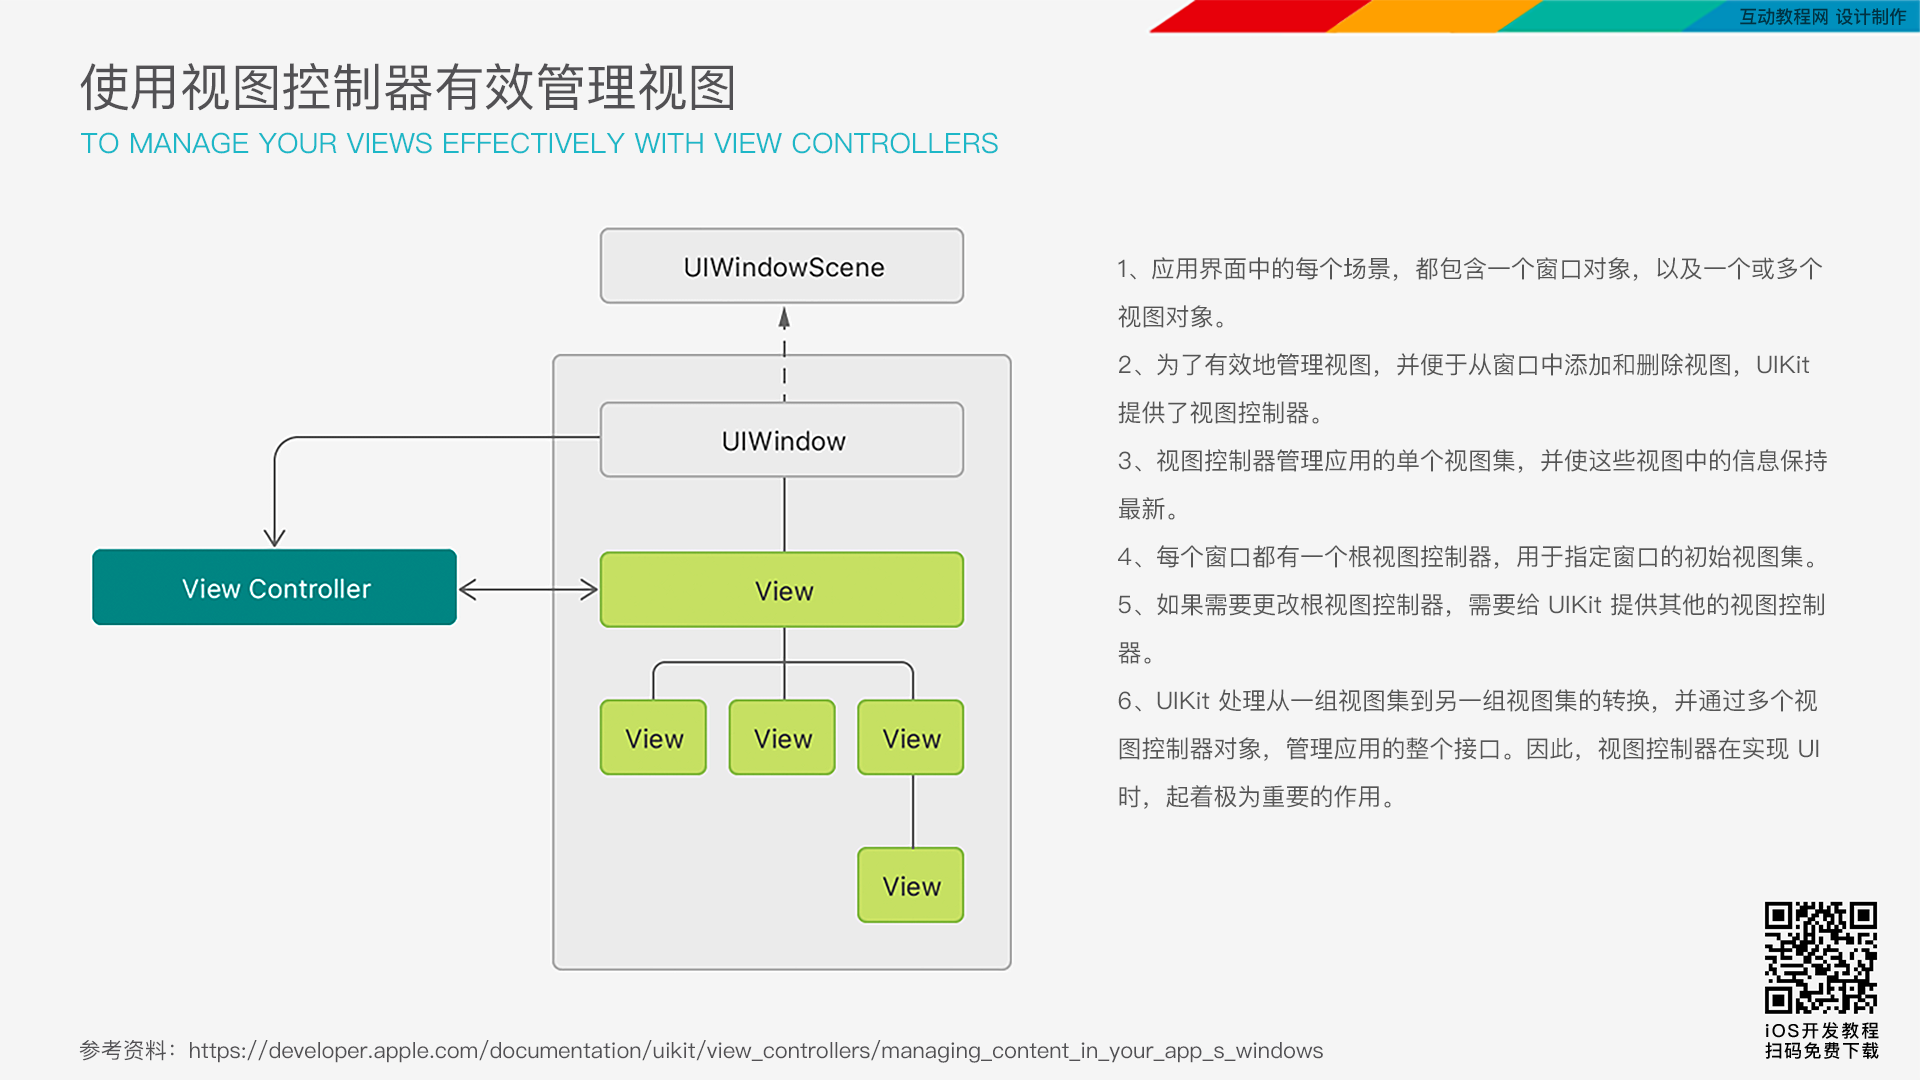 互动教程网 设计制作
使用视图控制器有效管理视图
TO MANAGE YOUR VIEWS EFFECTIVELY WITH VIEW CONTROLLERS
UIWindowScene
UIWindow
View Controller
View
View
View
View
View
1、应用界面中的每个场景，都包含一个窗口对象，以及一个或多个
视图对象。
2、为了有效地管理视图，并便于从窗口中添加和删除视图，UIKit
提供了视图控制器。
3、视图控制器管理应用的单个视图集，并使这些视图中的信息保持
最新。
4、每个窗口都有一个根视图控制器，用于指定窗口的初始视图集。
5、如果需要更改根视图控制器，需要给 UIKit 提供其他的视图控制
器。
6、UIKit 处理从一组视图集到另一组视图集的转换，并通过多个视
图控制器对象，管理应用的整个接口。因此，视图控制器在实现 UI
时，起着极为重要的作用。
iOS开发教程
扫码免费下载
参考资料：https://developer.apple.com/documentation/uikit/view_controllers/managing_content_in_your_app_s_windows